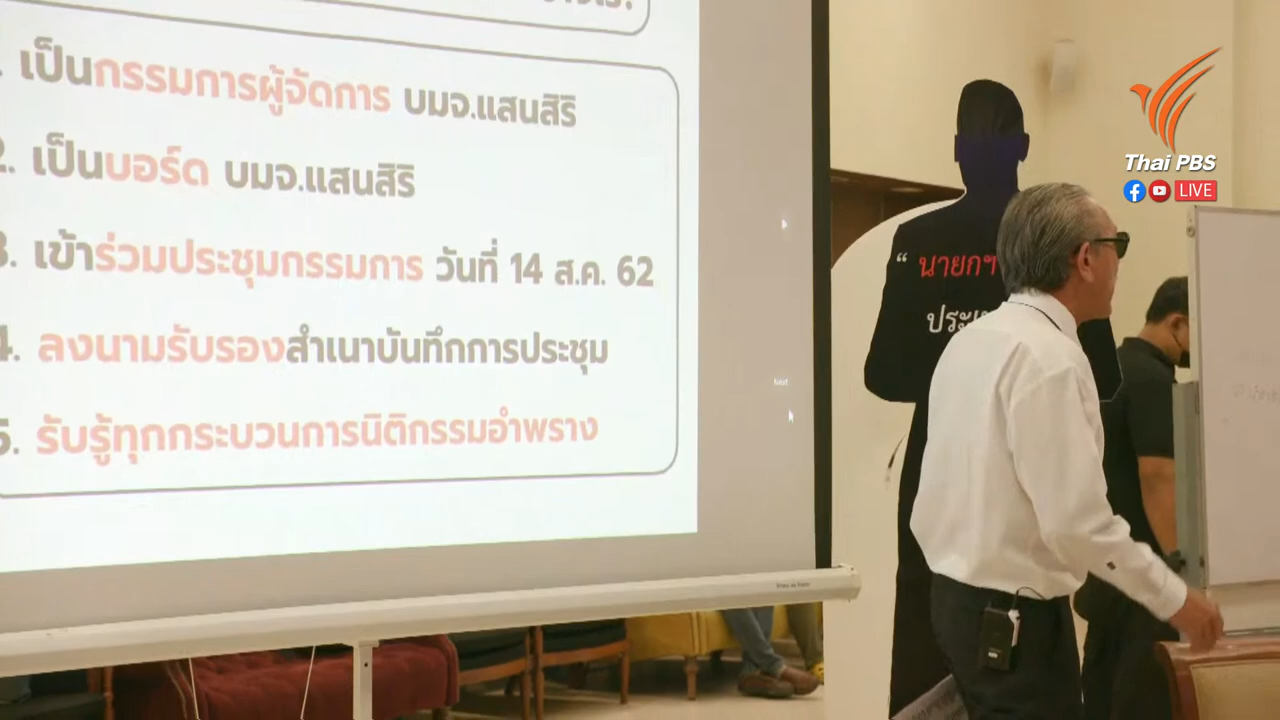 เป็นกรรมการผู้จัดการ บมจ.แสนสิริ
2. เป็นบอร์ด บมจ.แสนสิริ
3. เข้าร่วมประชุมกรรมการ วันที่ 14 ส.ค. 62
4. ลงนามรับรองสำเนาบันทึกการประชุม
5. รับรู้ทุกกระบวนการนิติกรรมอำพราง
Next
“ นายกฯ
Thai PBS
LIVE